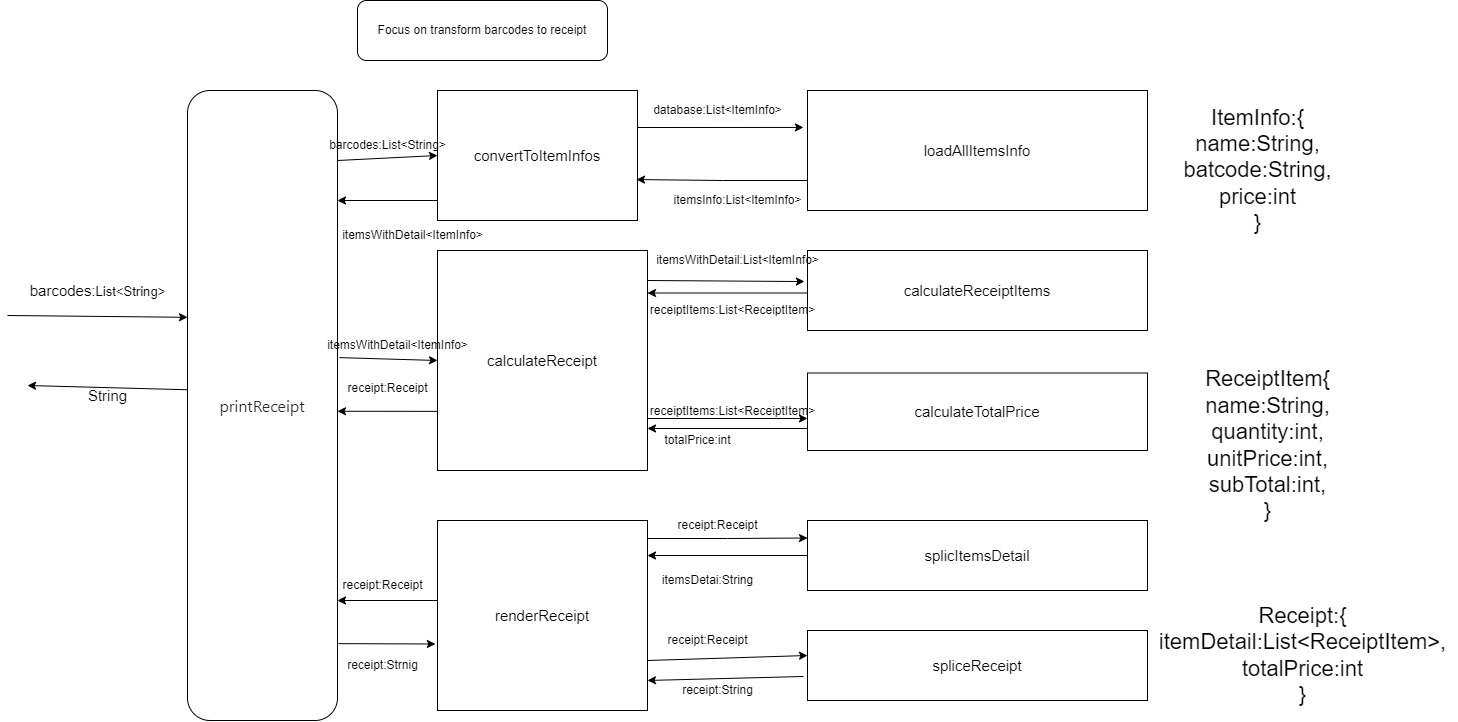 Focus on transform barcodes to receipt
barcodes:List<String>
String
printReceipt
barcodes:List<String>
itemsWithDetail<ItemInfo>
convertToItemInfos
database:List<ItemInfo>
itemsInfo:List<ItemInfo>
loadAllItemsInfo
ItemInfo:{
name:String,
batcode:String,
price:int
}
itemsWithDetail<ItemInfo>
receipt:Receipt
calculateReceipt
itemsWithDetail:List<ItemInfo>
receiptItems:List<ReceiptItem>
calculateReceiptItems
receiptItems:List<ReceiptItem>
totalPrice:int
calculateTotalPrice
ReceiptItem{
name:String,
quantity:int,
unitPrice:int,
subTotal:int,
}
receipt:Receipt
receipt:Strnig
renderReceipt
receipt:Receipt
itemsDetai:String
splicItemsDetail
receipt:Receipt
receipt:String
spliceReceipt
Receipt:{
itemDetail:List<ReceiptItem>,
totalPrice:int
}